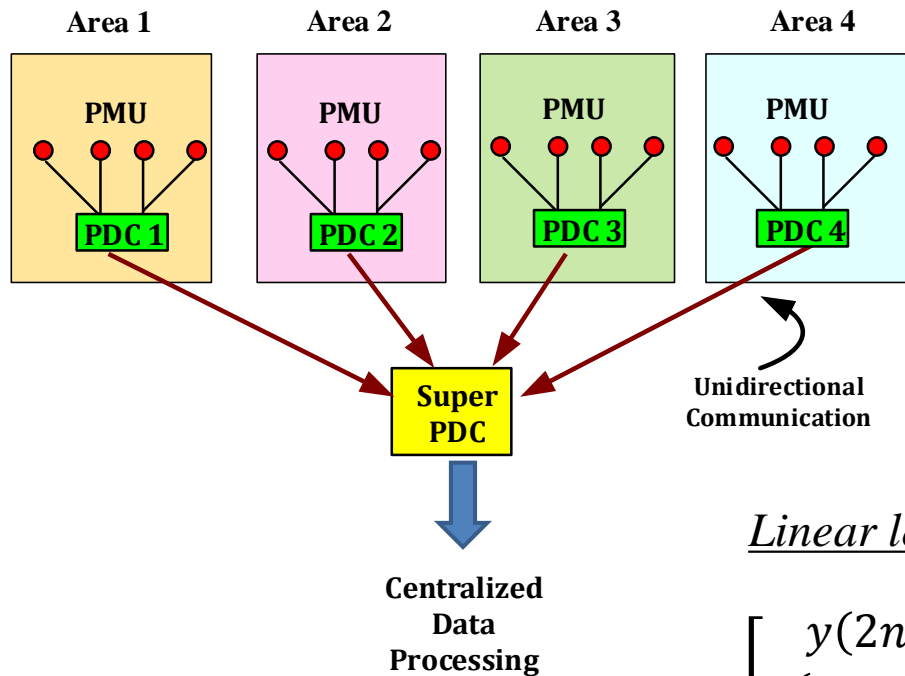 Area 1 Area 2 Area 3 Area 4
PMU PMU PMU PMU
PDC 1 PDC 2 PDC 3 PDC 4
Super
PDC
Unidirectional
Communication
Centralized
Data
Processing
Linear
y(2n